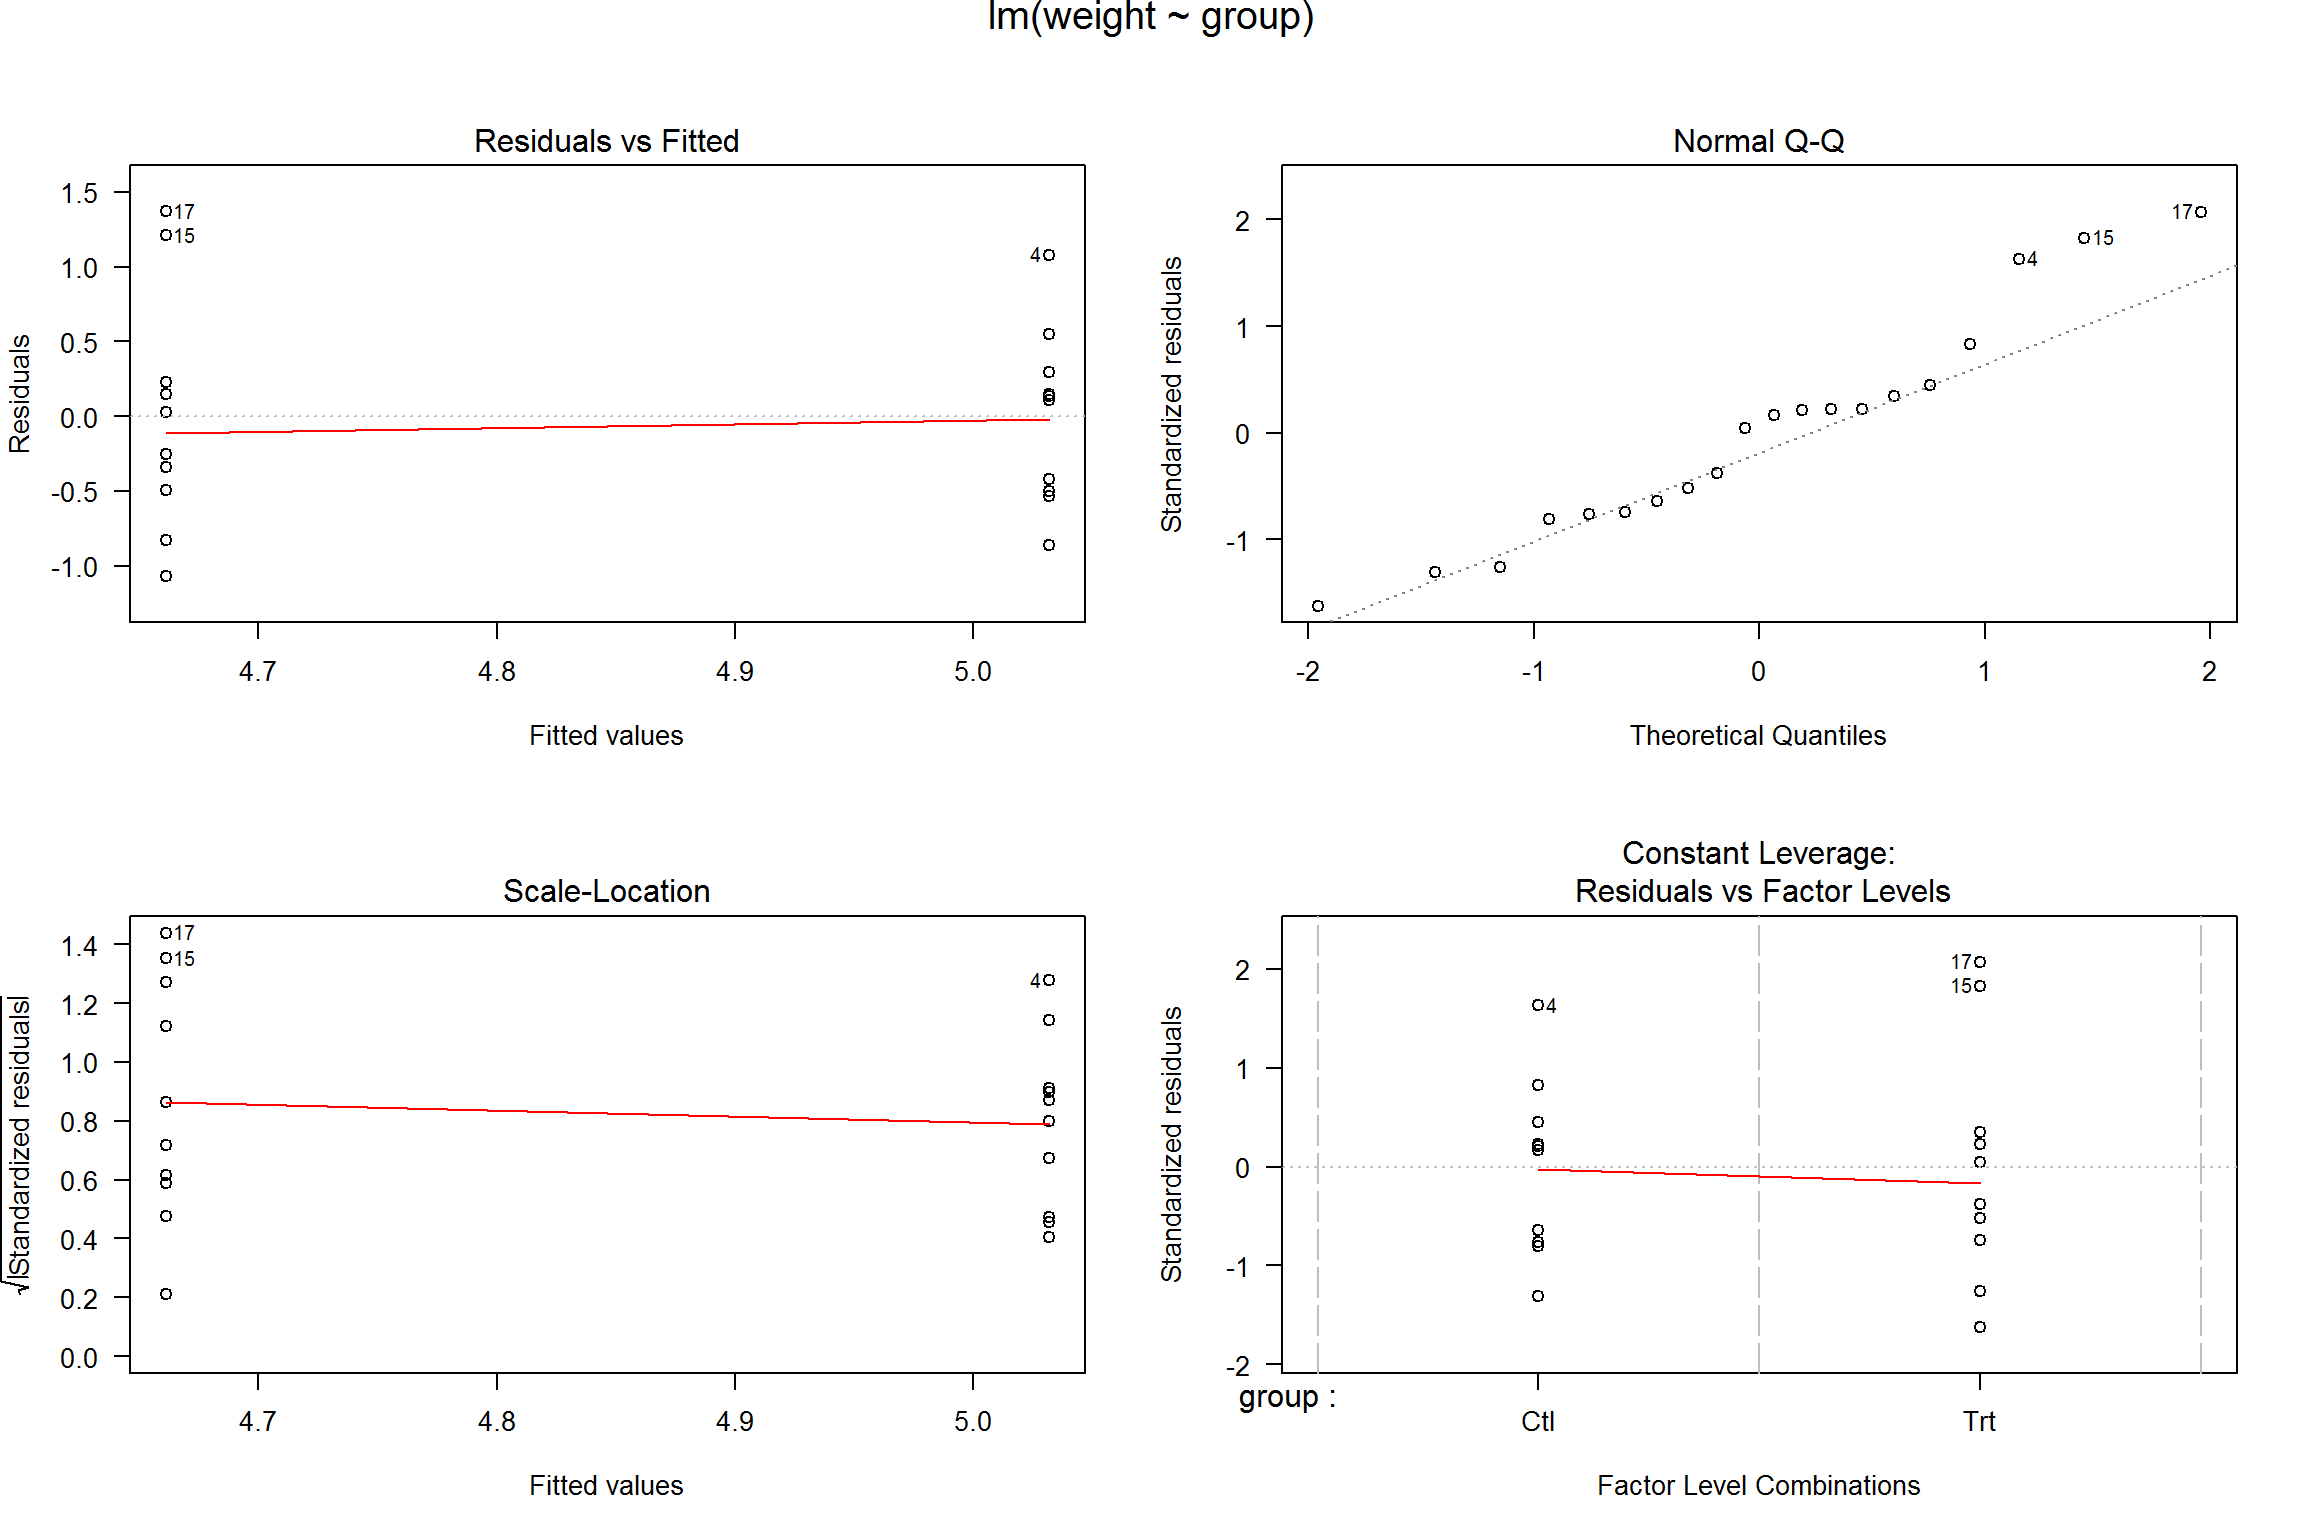 lm(weight ~ group)
Residuals vs Fitted
Residuals
1.5
1.0
0.5
0.0
-0.5
-1.0
17
15
4
4.7 4.8 4.9 5.0
Fitted values
Normal Q-Q
Standardized residuals
2
1
0
-1
17
15
4
-2 -1 0 1 2
Theoretical Quantiles
Scale-Location
√|Standardized residuals|
1.4
1.2
1.0
0.8
0.6
0.4
0.2
0.0
17
15
4
4.7 4.8 4.9 5.0
Fitted values
Constant Leverage:
Residuals vs Factor Levels
Standardized residuals
2
1
0
-1
-2
17
15
4
group :
Ctl Trt
Factor Level Combinations